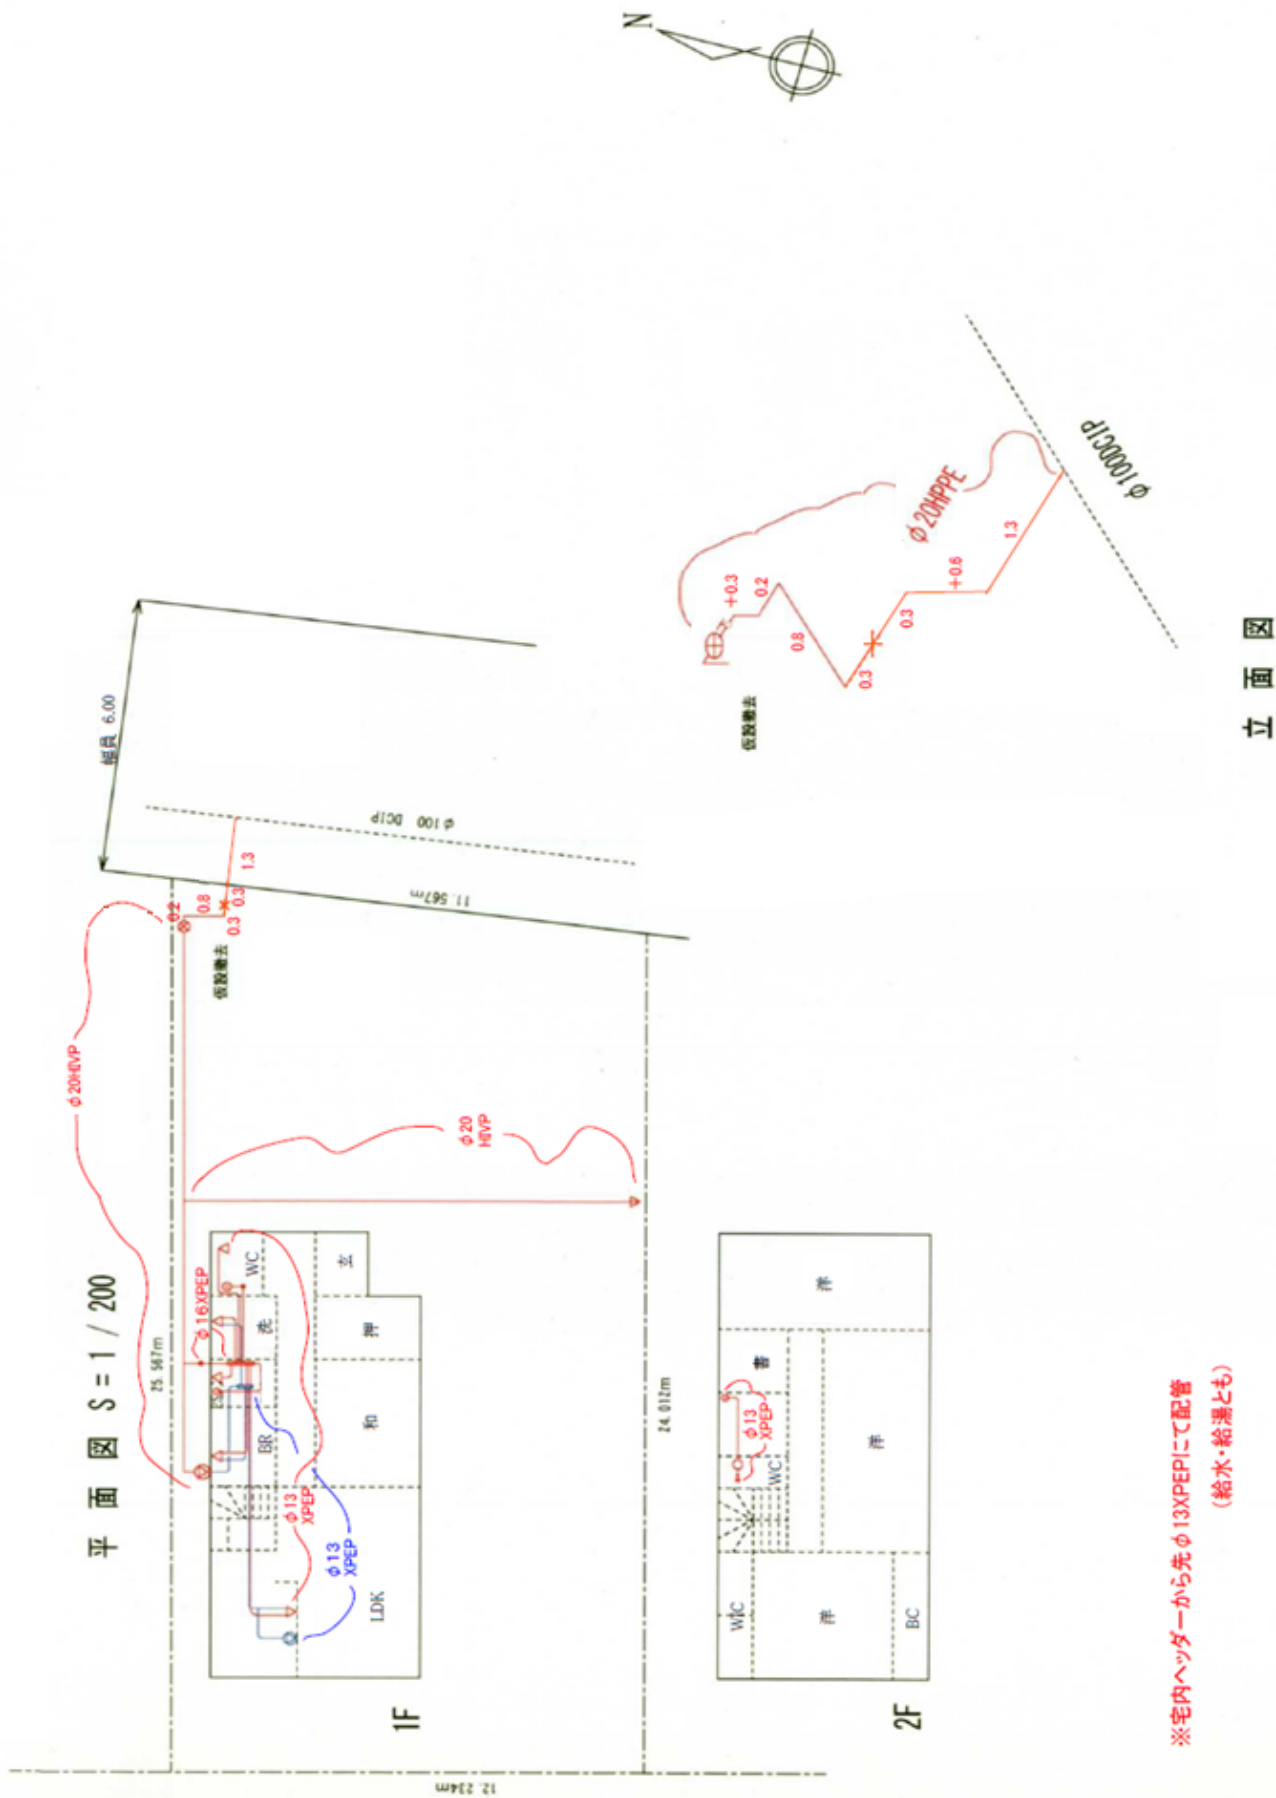 N
平面図 S=1/200
幅員 6.00
φ20HIVP
25.567m
0.2
0.8
0.3
0.3
1.3
φ100 DCIP
11.567m
仮設撤去
φ20
HIVP
φ16XPEP
WC
玄
洗
押
PS
BR
和
φ13
XPEP
φ13
XPEP
LDK
1F
24.012m
12.234m
洋
書
φ13
XPEP
WC
洋
WIC
洋
BC
2F
+0.3
0.2
0.8
0.3
0.3
+0.6
1.3
φ20HPPE
φ100DCIP
仮設撤去
立面図
※宅内ヘッダーから先φ13XPEPにて配管
(給水・給湯とも)